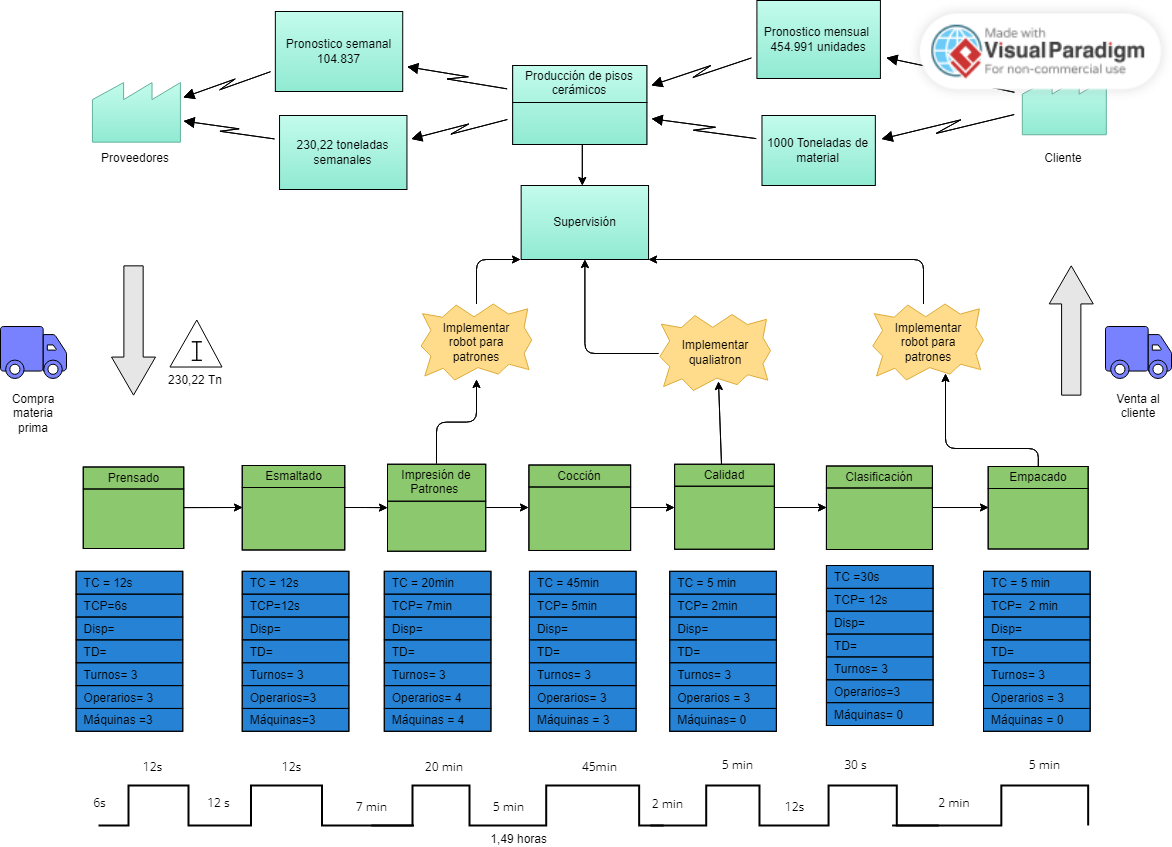 Pronostico semanal
104.837
Producción de pisos
cerámicos
Pronostico mensual
454.991 unidades
Made with
Visual Paradigm
For non-commercial use
Proveedores
230,22 toneladas
semanales
1000 Toneladas de
material
Cliente
Supervisión
Implementar
robot para
patrones
Implementar
qualiatron
Implementar
robot para
patrones
I
230,22 Tn
Compra
materia
prima
Venta al
cliente
Prensado
Esmaltado
Impresión de
Patrones
Cocción
Calidad
Clasificación
Empacado
TC = 12s
TCP=6s
Disp=
TD=
Turnos= 3
Operarios= 3
Máquinas =3
TC = 12s
TCP=12s
Disp=
TD=
Turnos= 3
Operarios=3
Máquinas=3
TC = 20min
TCP= 7min
Disp=
TD=
Turnos= 3
Operarios= 4
Máquinas = 4
TC = 45min
TCP= 5min
Disp=
TD=
Turnos= 3
Operarios= 3
Máquinas = 3
TC = 5 min
TCP= 2min
Disp=
TD=
Turnos= 3
Operarios = 3
Máquinas= 0
TC =30s
TCP= 12s
Disp=
TD=
Turnos= 3
Operarios=3
Máquinas= 0
TC = 5 min
TCP= 2 min
Disp=
TD=
Turnos= 3
Operarios = 3
Máquinas = 0
12s
12s
20 min
45min
5 min
30 s
5 min
6s
12 s
7 min
5 min
2 min
12s
2 min
1,49 horas